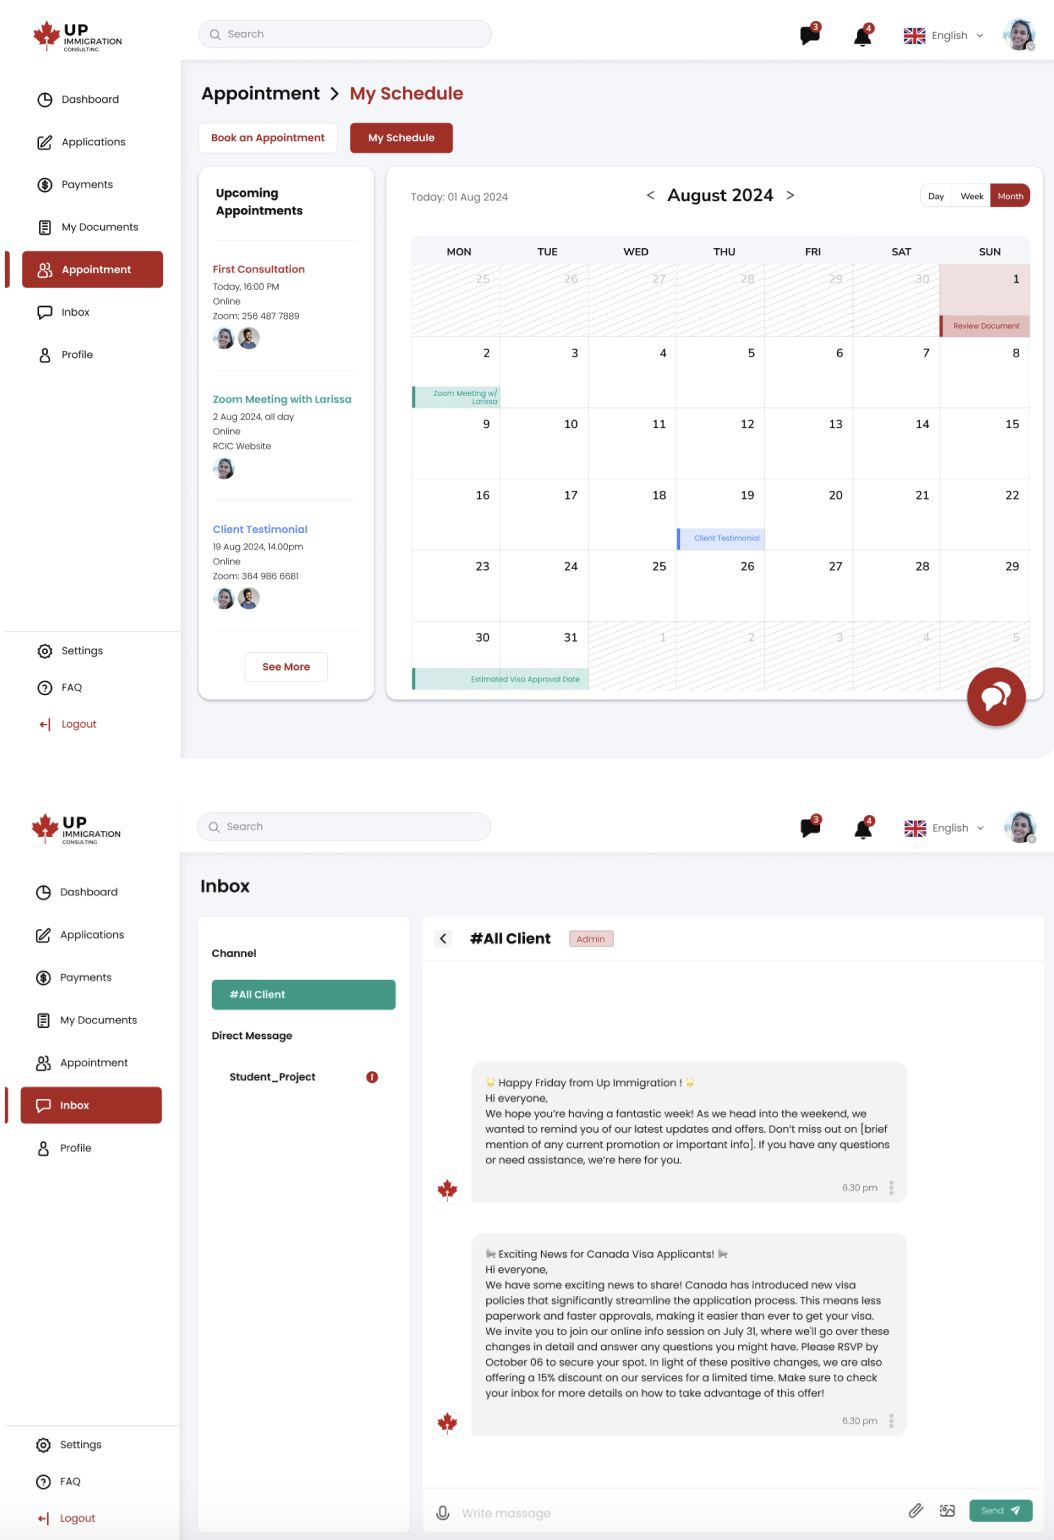 UP
IMMIGRATION
CONSULTING
Search
3
4
English
Dashboard
Applications
Payments
My Documents
Appointment
Inbox
Profile
Settings
FAQ
Logout
Appointment > My Schedule
Book an Appointment
My Schedule
Upcoming
Appointments
First Consultation
Today, 16:00 PM
Online
Zoom: 256 487 7889
Zoom Meeting with Larissa
2 Aug 2024, all day
Online
RCIC Website
Client Testimonial
19 Aug 2024, 14.00pm
Online
Zoom: 364 986 6681
See More
Today: 01 Aug 2024
< August 2024 >
Day Week Month
MON TUE WED THU FRI SAT SUN
25 26 27 28 29 30 1
Review Document
2 3 4 5 6 7 8
Zoom Meeting w/
Larissa
9 10 11 12 13 14 15
16 17 18 19 20 21 22
Client Testimonial
23 24 25 26 27 28 29
30 31 1 2 3 4 5
Estimated Visa Approval Date
UP
IMMIGRATION
CONSULTING
Search
3
4
English
Dashboard
Applications
Payments
My Documents
Appointment
Inbox
Profile
Settings
FAQ
Logout
Inbox
Channel
#All Client
Direct Message
Student_Project
!
< #All Client Admin
Happy Friday from Up Immigration !
Hi everyone,
We hope you're having a fantastic week! As we head into the weekend, we
wanted to remind you of our latest updates and offers. Don't miss out on [brief
mention of any current promotion or important info]. If you have any questions
or need assistance, we're here for you.
6.30 pm
Exciting News for Canada Visa Applicants!
Hi everyone,
We have some exciting news to share! Canada has introduced new visa
policies that significantly streamline the application process. This means less
paperwork and faster approvals, making it easier than ever to get your visa.
We invite you to join our online info session on July 31, where we'll go over these
changes in detail and answer any questions you might have. Please RSVP by
October 06 to secure your spot. In light of these positive changes, we are also
offering a 15% discount on our services for a limited time. Make sure to check
your inbox for more details on how to take advantage of this offer!
6.30 pm
Write massage
Send